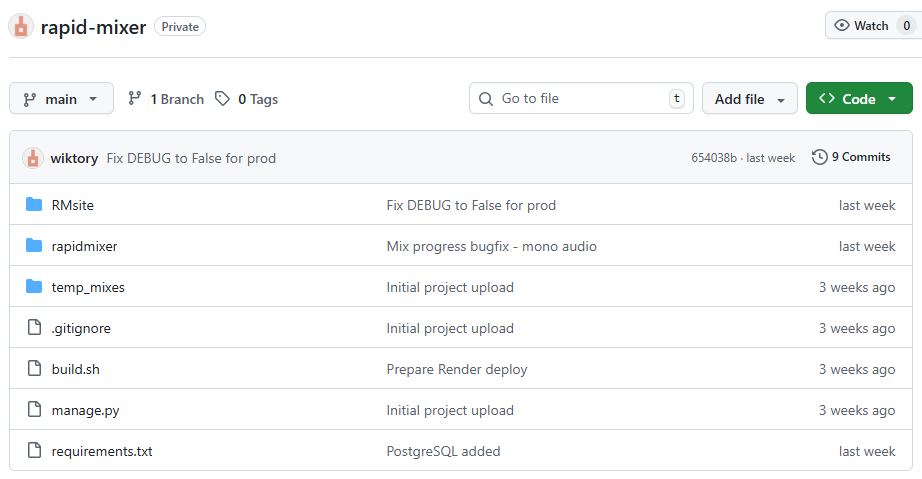 rapid-mixer Private Watch 0
main 1 Branch 0 Tags Go to file t Add file Code
wiktory Fix DEBUG to False for prod 654038b · last week 9 Commits
RMsite Fix DEBUG to False for prod last week
rapidmixer Mix progress bugfix - mono audio last week
temp_mixes Initial project upload 3 weeks ago
.gitignore Initial project upload 3 weeks ago
build.sh Prepare Render deploy 3 weeks ago
manage.py Initial project upload 3 weeks ago
requirements.txt PostgreSQL added last week